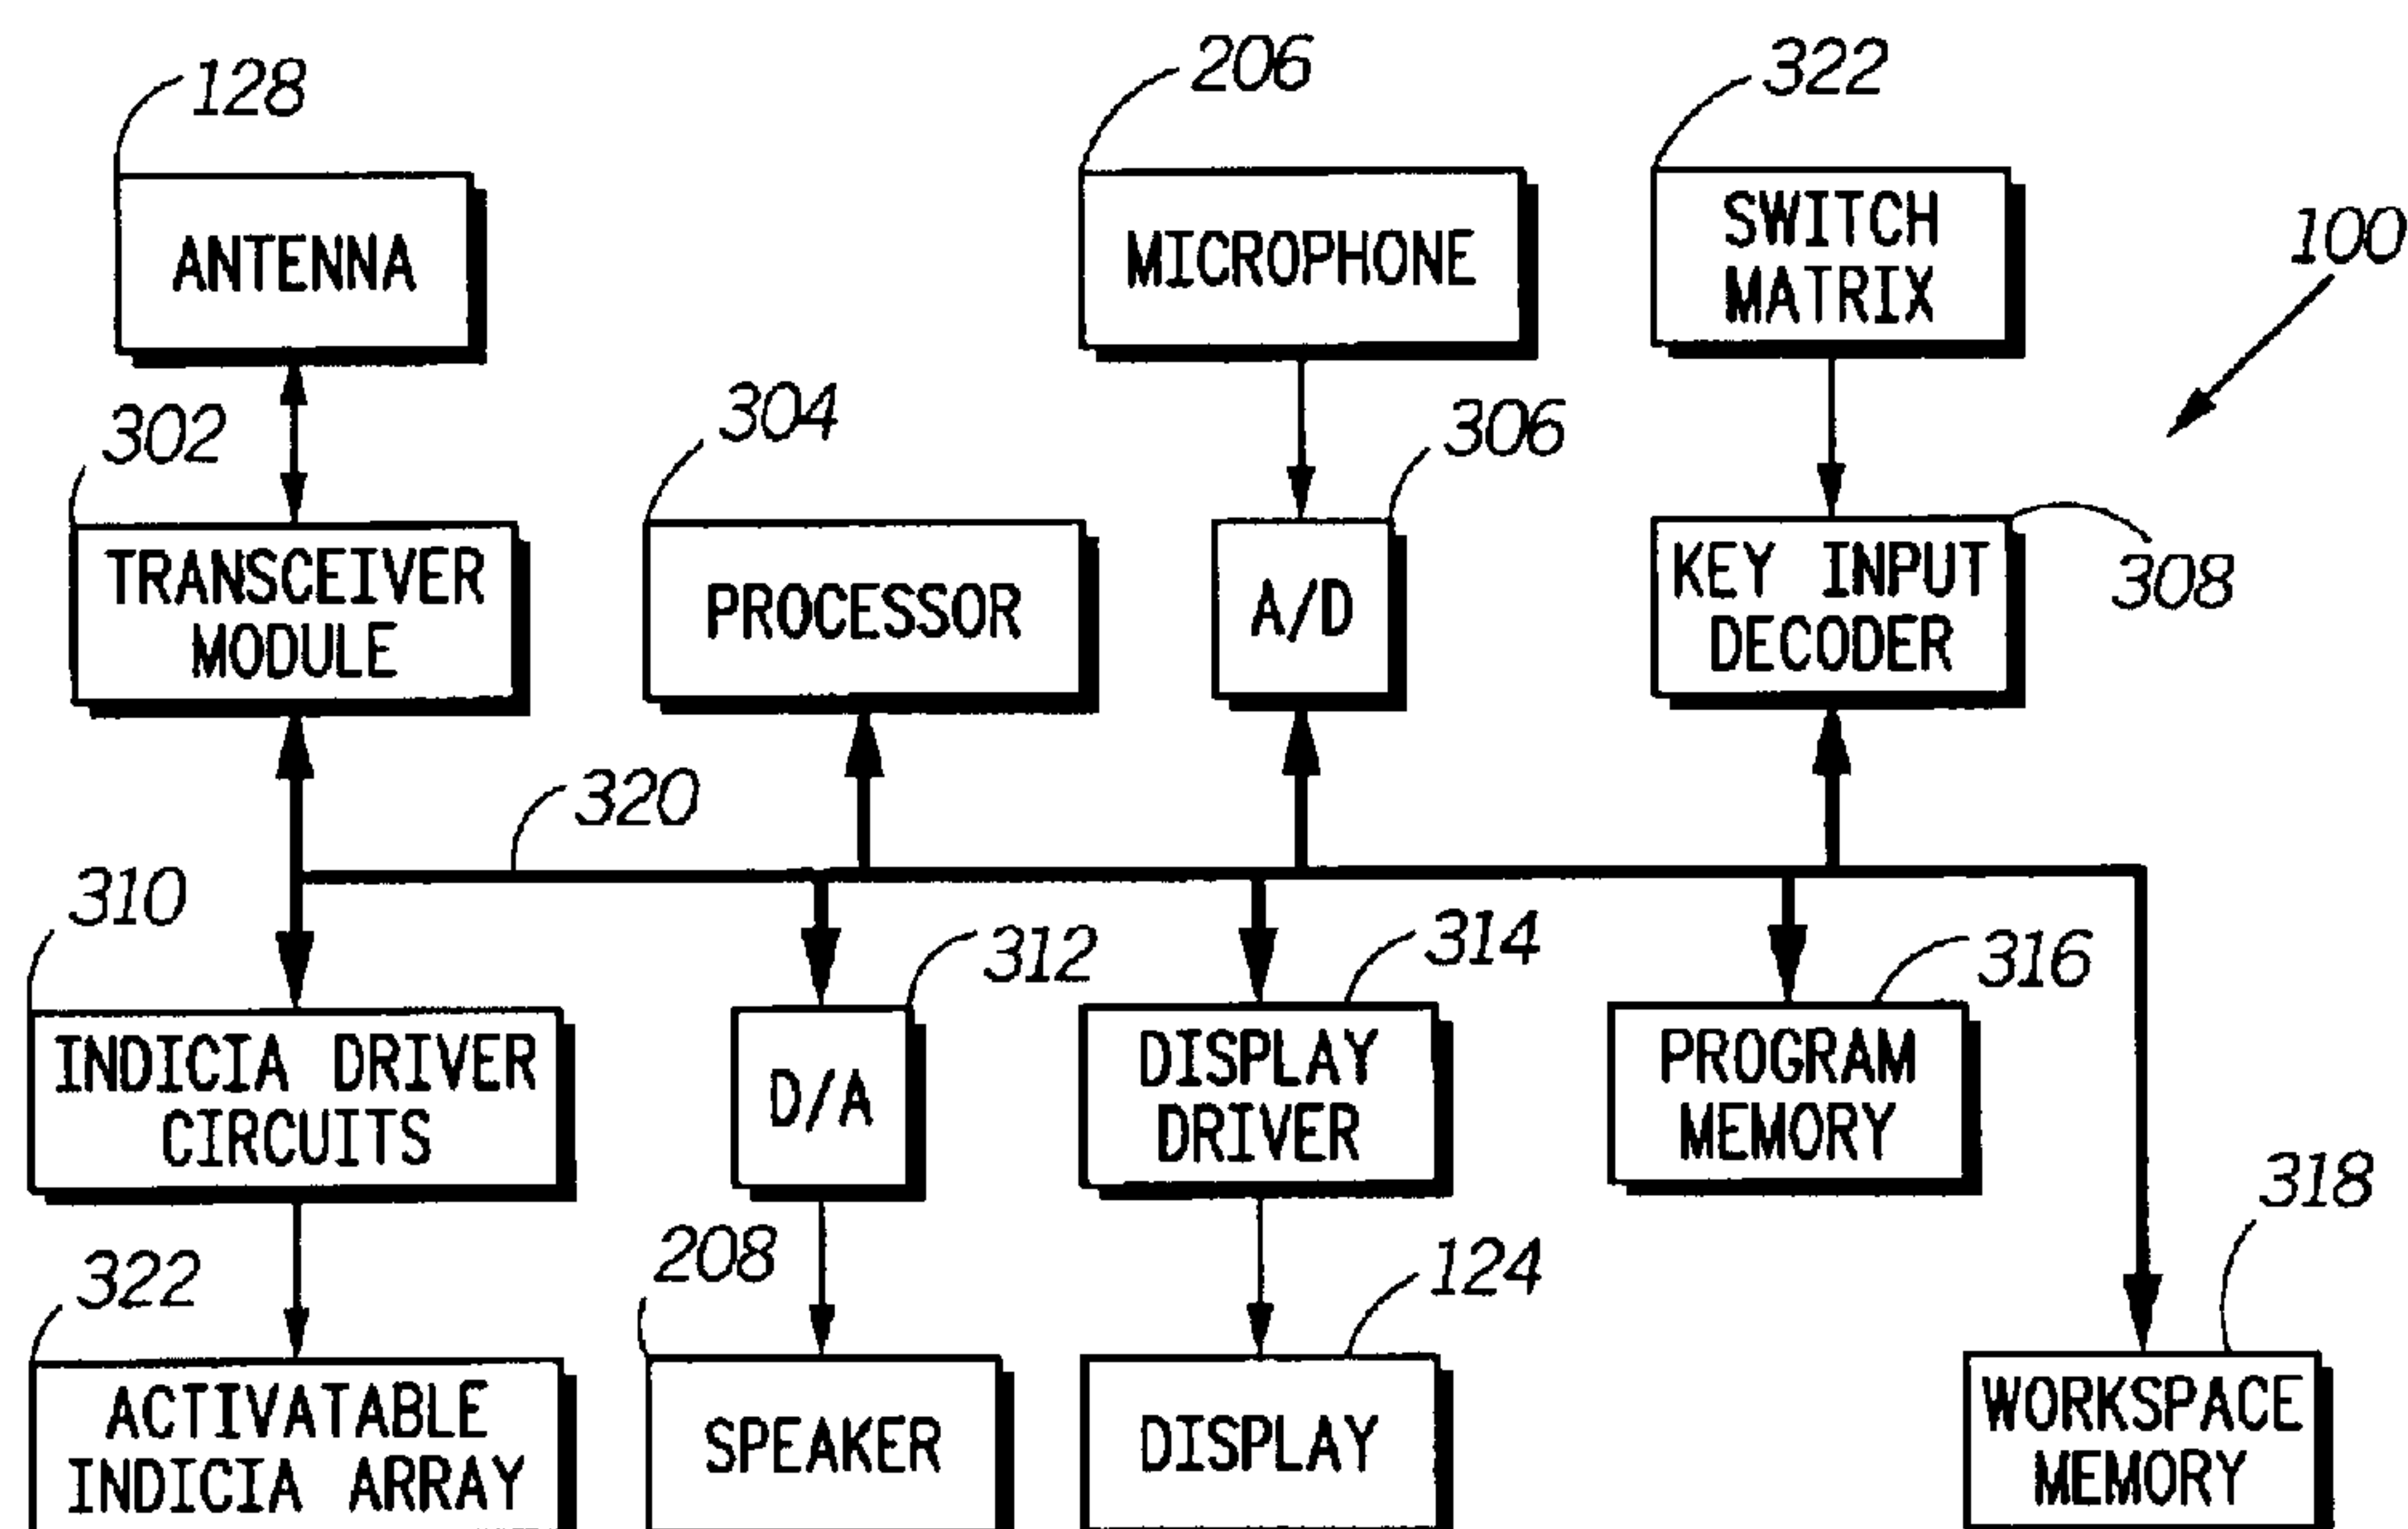 128
206
322
ANTENNA
MICROPHONE
SWITCH
MATRIX
100
302
304
306
TRANSCEIVER
MODULE
PROCESSOR
A/D
KEY INPUT
DECODER
308
320
310
312
314
316
INDICIA DRIVER
CIRCUITS
D/A
DISPLAY
DRIVER
PROGRAM
MEMORY
318
322
208
124
ACTIVATABLE
INDICIA ARRAY
SPEAKER
DISPLAY
WORKSPACE
MEMORY